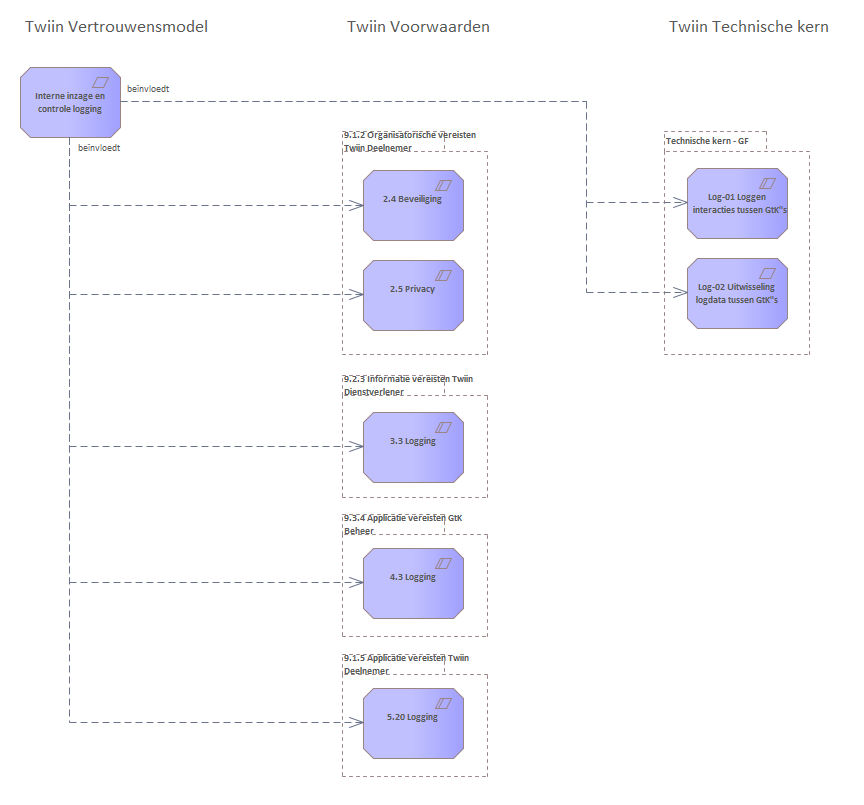 Twiin Vertrouwensmodel
Twiin Voorwaarden
Twiin Technische kern
Interne inzage en
controle logging
beïnvloedt
beïnvloedt
9.1.2 Organisatorische vereisten
Twiin Deelnemer
2.4 Beveiliging
2.5 Privacy
9.2.3 Informatie vereisten Twiin
Dienstverlener
3.3 Logging
9.3.4 Applicatie vereisten GtK
Beheer
4.3 Logging
9.1.5 Applicatie vereisten Twiin
Deelnemer
5.20 Logging
Technische kern - GF
Log-01 Loggen
interacties tussen GtK"s
Log-02 Uitwisseling
logdata tussen GtK"s